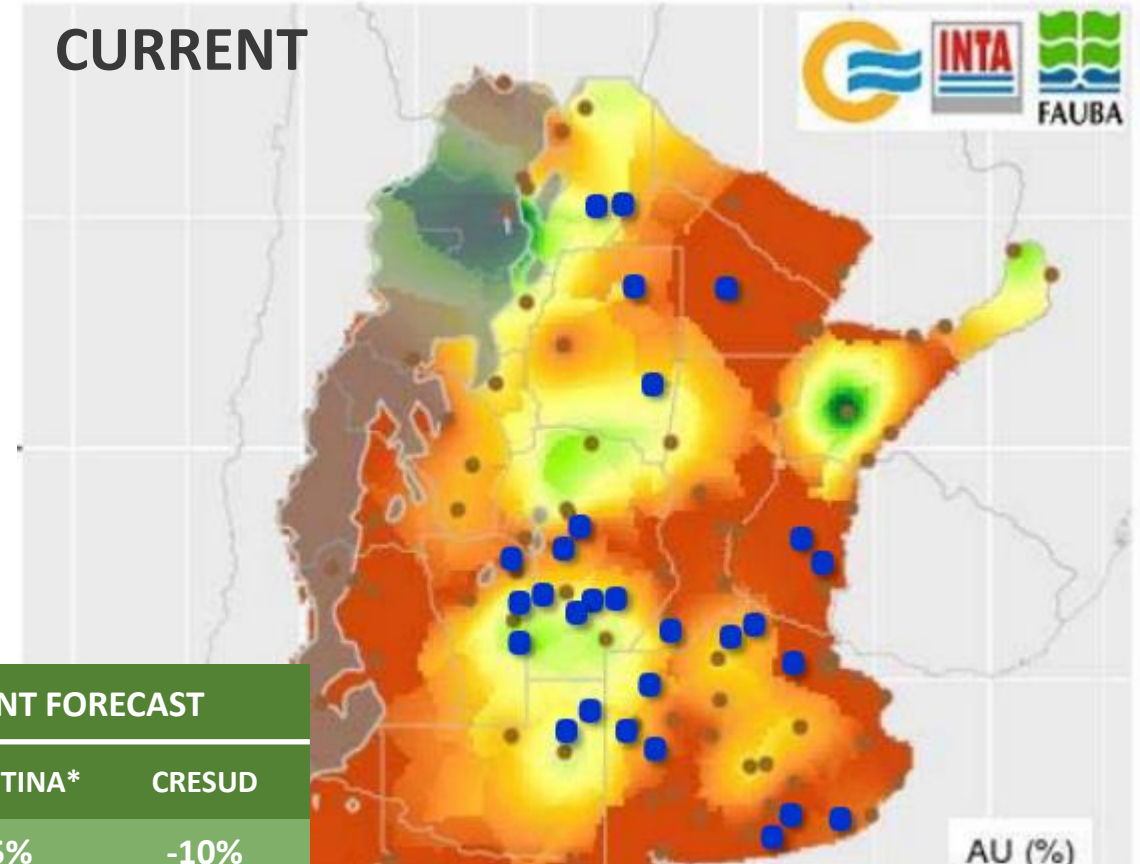 CURRENT
INTA
FAUBA
NT FORECAST
TINA*
CRESUD
%
-10%
AU (%)